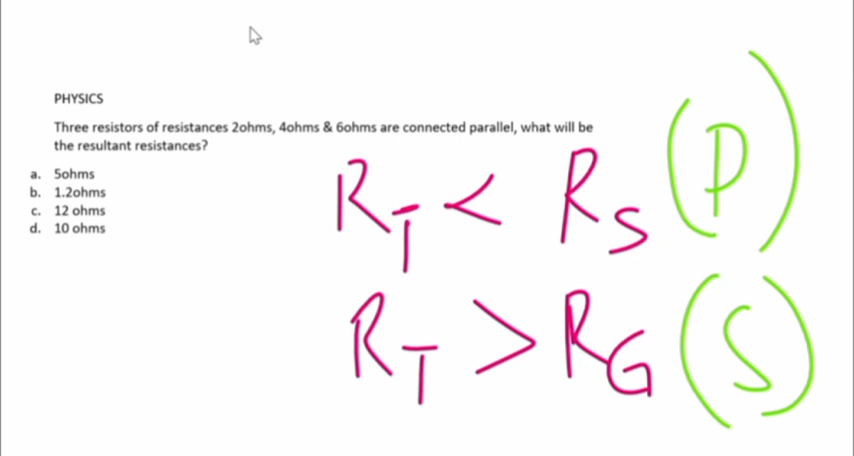 PHYSICS
Three resistors of resistances 2ohms, 4ohms & 6ohms are connected parallel, what will be
the resultant resistances?
a. 5ohms
b. 1.2ohms
c. 12 ohms
d. 10 ohms
RT < RS (P)
RT > RG (S)